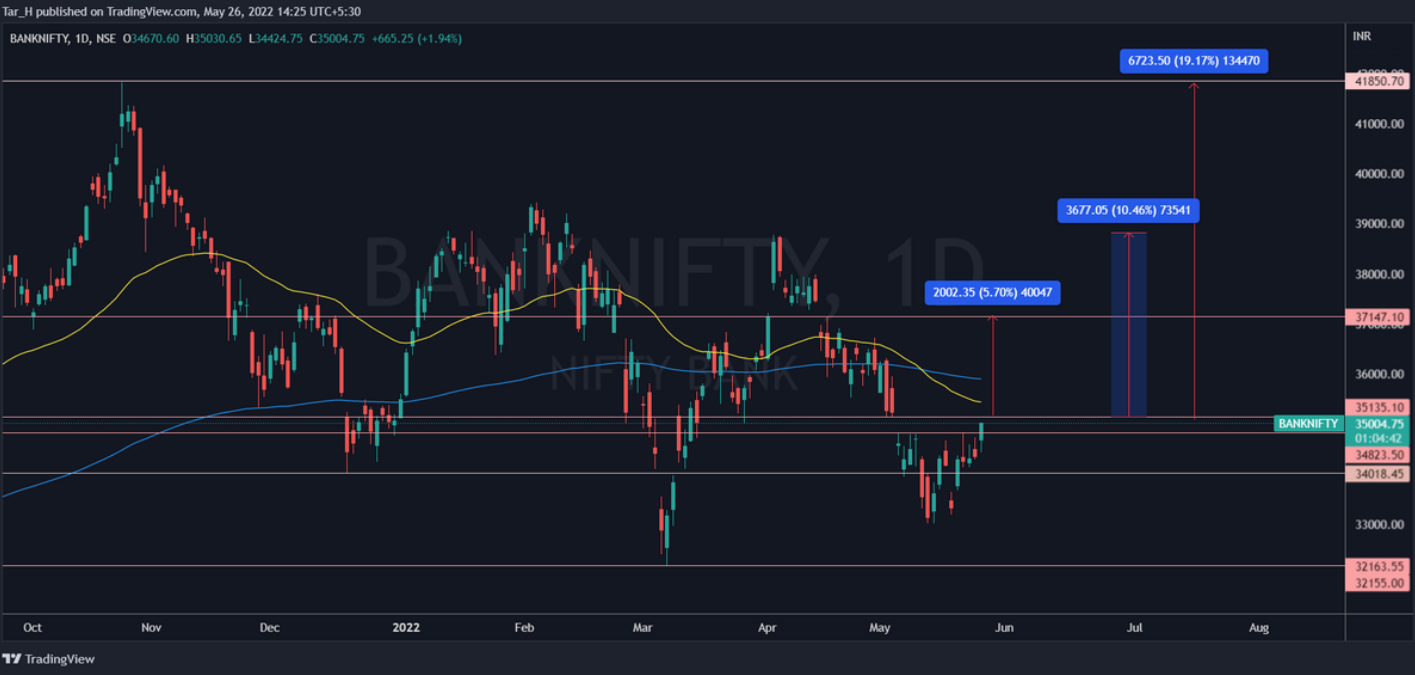 Tar_H published on TradingView.com, May 26, 2022 14:25 UTC+5:30
BANKNIFTY, 1D, NSE O34670.60 H35030.65 L34424.75 C35004.75 +665.25 (+1.94%)
INR
6723.50 (19.17%) 134470
41850.70
41000.00
40000.00
3677.05 (10.46%) 73541
39000.00
BANKNIFTY, 1D
38000.00
2002.35 (5.70%) 40047
37147.10
37000.00
NIFTY BANK
36000.00
35135.10
BANKNIFTY 35004.75
01:04:42
34823.50
34018.45
33000.00
32163.55
32155.00
Oct Nov Dec 2022 Feb Mar Apr May Jun Jul Aug
TradingView